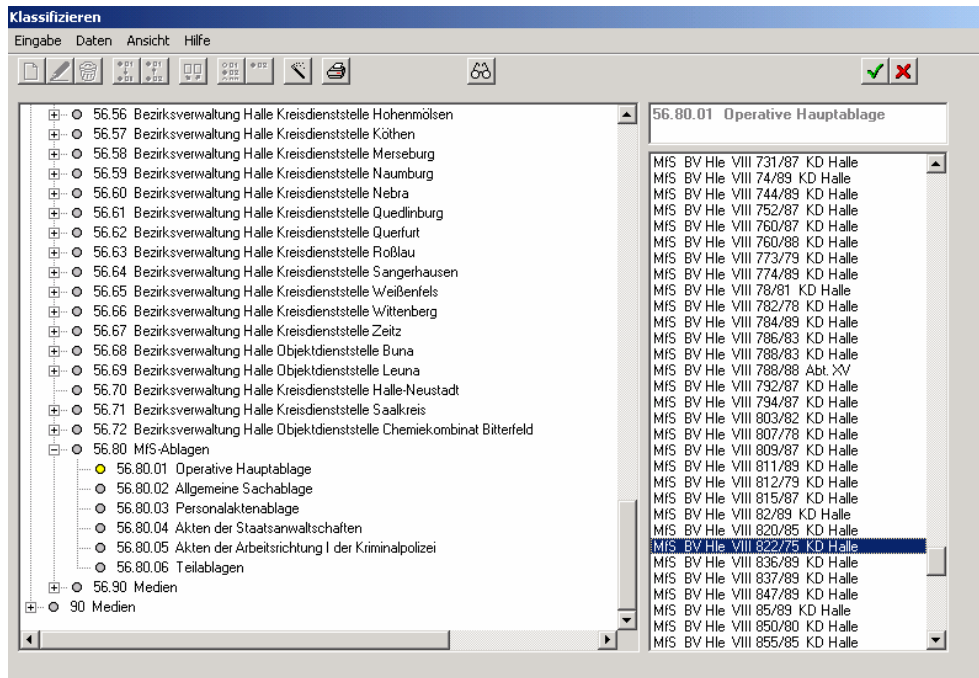 Klassifizieren
Eingabe Daten Ansicht Hilfe
56.56 Bezirksverwaltung Halle Kreisdienststelle Hohenmölsen
56.57 Bezirksverwaltung Halle Kreisdienststelle Köthen
56.58 Bezirksverwaltung Halle Kreisdienststelle Merseburg
56.59 Bezirksverwaltung Halle Kreisdienststelle Naumburg
56.60 Bezirksverwaltung Halle Kreisdienststelle Nebra
56.61 Bezirksverwaltung Halle Kreisdienststelle Quedlinburg
56.62 Bezirksverwaltung Halle Kreisdienststelle Querfurt
56.63 Bezirksverwaltung Halle Kreisdienststelle Roßlau
56.64 Bezirksverwaltung Halle Kreisdienststelle Sangerhausen
56.65 Bezirksverwaltung Halle Kreisdienststelle Weißenfels
56.66 Bezirksverwaltung Halle Kreisdienststelle Wittenberg
56.67 Bezirksverwaltung Halle Kreisdienststelle Zeitz
56.68 Bezirksverwaltung Halle Objektdienststelle Buna
56.69 Bezirksverwaltung Halle Objektdienststelle Leuna
56.70 Bezirksverwaltung Halle Kreisdienststelle Halle-Neustadt
56.71 Bezirksverwaltung Halle Kreisdienststelle Saalkreis
56.72 Bezirksverwaltung Halle Objektdienststelle Chemiekombinat Bitterfeld
56.80 MfS-Ablagen
56.80.01 Operative Hauptablage
56.80.02 Allgemeine Sachablage
56.80.03 Personalaktenablage
56.80.04 Akten der Staatsanwaltschaften
56.80.05 Akten der Arbeitsrichtung I der Kriminalpolizei
56.80.06 Teilablagen
56.90 Medien
90 Medien
56.80.01 Operative Hauptablage
MfS BV Hle VIII 731/87 KD Halle
MfS BV Hle VIII 74/89 KD Halle
MfS BV Hle VIII 744/89 KD Halle
MfS BV Hle VIII 752/87 KD Halle
MfS BV Hle VIII 760/87 KD Halle
MfS BV Hle VIII 760/88 KD Halle
MfS BV Hle VIII 773/79 KD Halle
MfS BV Hle VIII 774/89 KD Halle
MfS BV Hle VIII 78/81 KD Halle
MfS BV Hle VIII 782/78 KD Halle
MfS BV Hle VIII 784/89 KD Halle
MfS BV Hle VIII 786/83 KD Halle
MfS BV Hle VIII 788/83 KD Halle
MfS BV Hle VIII 788/88 Abt. XV
MfS BV Hle VIII 792/87 KD Halle
MfS BV Hle VIII 794/87 KD Halle
MfS BV Hle VIII 803/82 KD Halle
MfS BV Hle VIII 807/78 KD Halle
MfS BV Hle VIII 809/87 KD Halle
MfS BV Hle VIII 811/89 KD Halle
MfS BV Hle VIII 812/79 KD Halle
MfS BV Hle VIII 815/87 KD Halle
MfS BV Hle VIII 82/89 KD Halle
MfS BV Hle VIII 820/85 KD Halle
MfS BV Hle VIII 822/75 KD Halle
MfS BV Hle VIII 836/89 KD Halle
MfS BV Hle VIII 837/89 KD Halle
MfS BV Hle VIII 847/89 KD Halle
MfS BV Hle VIII 85/89 KD Halle
MfS BV Hle VIII 850/80 KD Halle
MfS BV Hle VIII 855/85 KD Halle